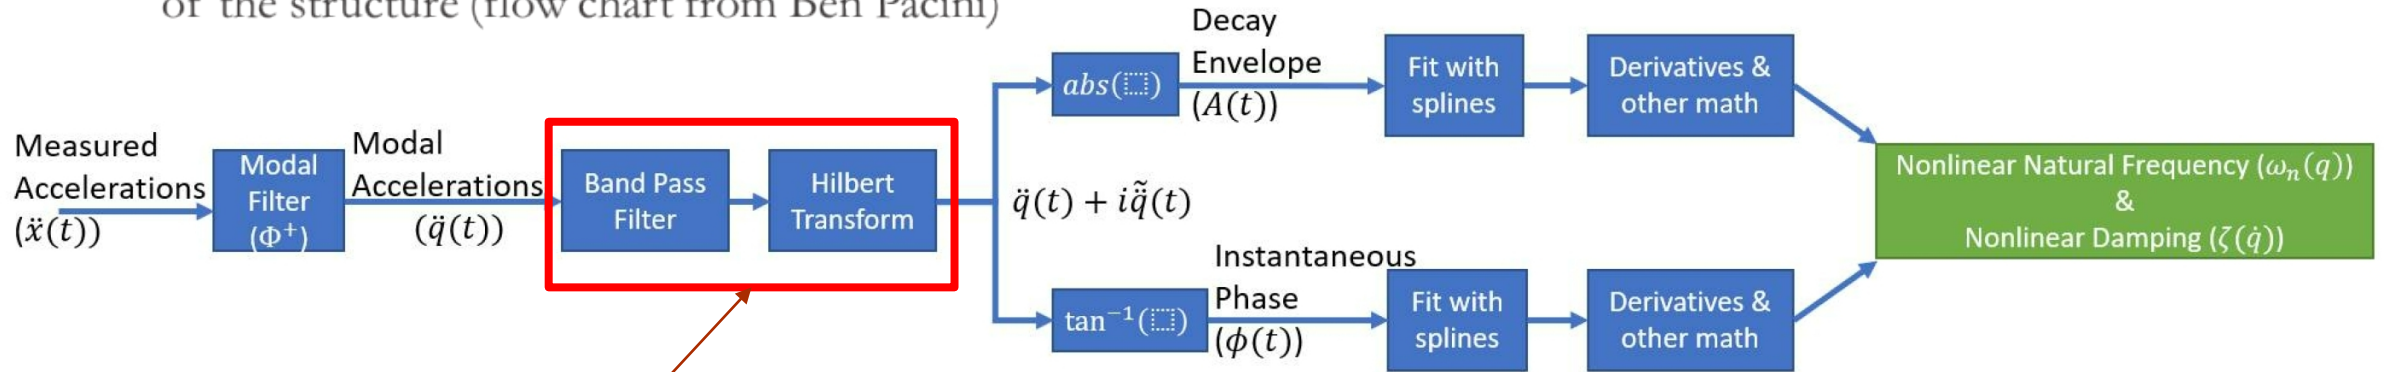 of the structure (flow chart from Ben Pacini)
Measured
Accelerations
(ẍ(t))
Modal
Filter
(Φ⁺)
Modal
Accelerations
(q̈(t))
Band Pass
Filter
Hilbert
Transform
q̈(t) + i q̃̈(t)
abs(⬚)
Decay
Envelope
(A(t))
Fit with
splines
Derivatives &
other math
tan⁻¹(⬚)
Instantaneous
Phase
(ϕ(t))
Fit with
splines
Derivatives &
other math
Nonlinear Natural Frequency (ωₙ(q))
&
Nonlinear Damping (ζ(q̇))